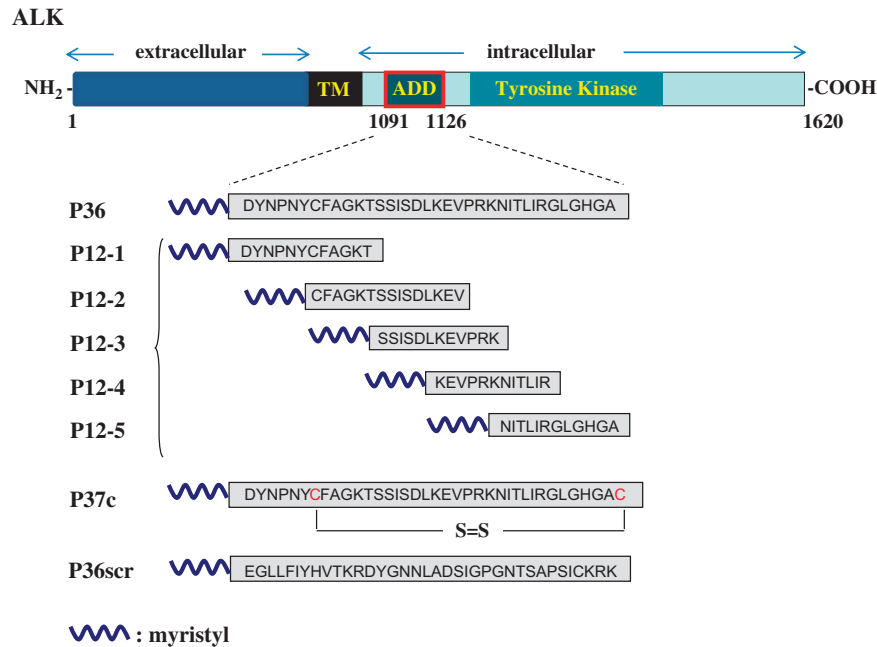 ALK
extracellular intracellular
NH2 - TM ADD Tyrosine Kinase -COOH
1 1091 1126 1620
P36 DYNPNYCFAGKTSSISDLKEVPRKNITLIRGLGHGA
P12-1 DYNPNYCFAGKT
P12-2 CFAGKTSSISDLKEV
P12-3 SSISDLKEVPRK
P12-4 KEVPRKNITLIR
P12-5 NITLIRGLGHGA
P37c DYNPNYCFAGKTSSISDLKEVPRKNITLIRGLGHGAC
S=S
P36scr EGLLFIYHVTKRDYGNNLADSIGPGNTSAPSICKRK
: myristyl